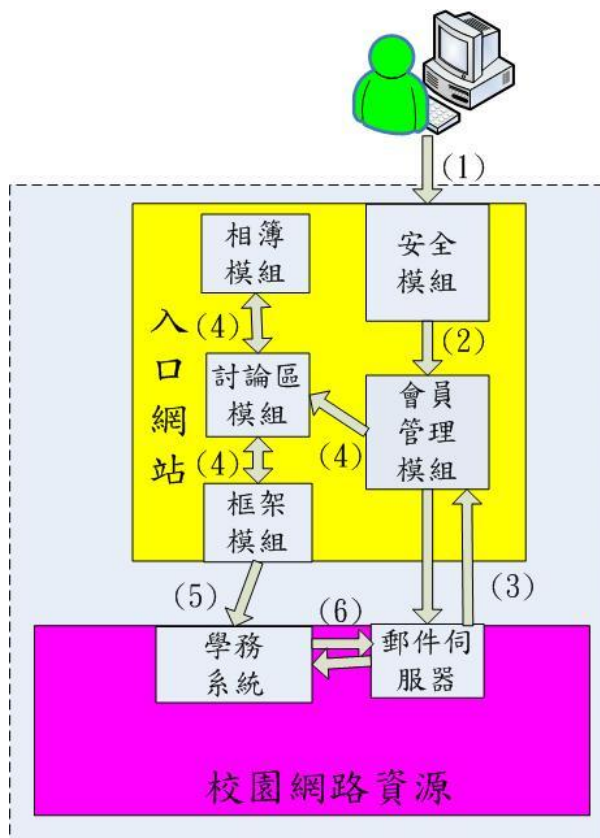 (1)
相簿
模組
安全
模組
(4)
(2)
入口網站
討論區
模組
會員
管理
模組
(4)
(4)
框架
模組
(5)
(3)
(6)
學務
系統
郵件伺
服器
校園網路資源